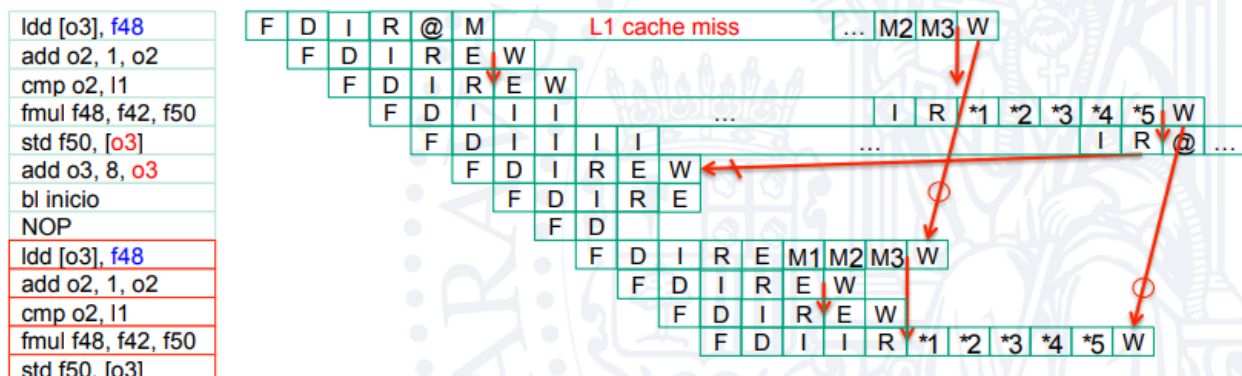 ldd [o3], f48 F D I R @ M L1 cache miss ... M2 M3 W
add o2, 1, o2 F D I R E W
cmp o2, l1 F D I R E W
fmul f48, f42, f50 F D I I I ... I R *1 *2 *3 *4 *5 W
std f50, [o3] F D I I I I ... I R @ ...
add o3, 8, o3 F D I R E W
bl inicio F D I R E
NOP F D
ldd [o3], f48 F D I R E M1 M2 M3 W
add o2, 1, o2 F D I R E W
cmp o2, l1 F D I R E W
fmul f48, f42, f50 F D I I R *1 *2 *3 *4 *5 W
std f50, [o3]